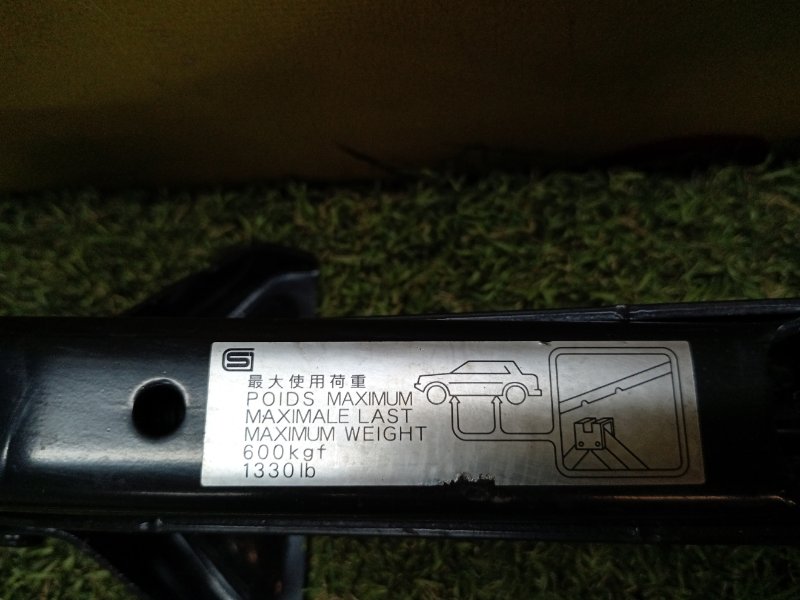 最大使用荷重
POIDS MAXIMUM
MAXIMALE LAST
MAXIMUM WEIGHT
600kgf
1330lb